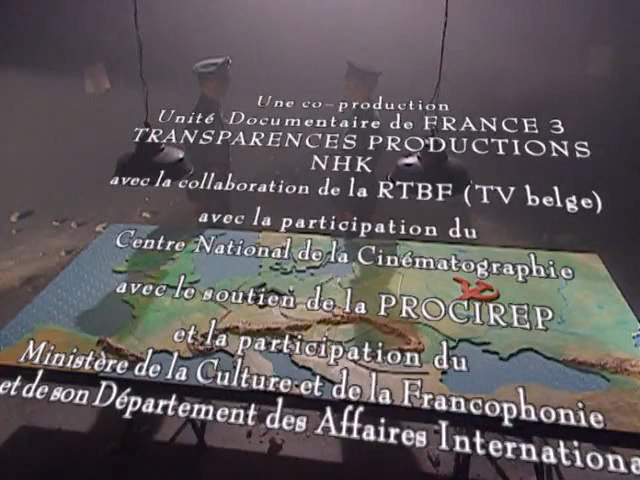 Une co-production
Unité Documentaire de FRANCE 3
TRANSPARENCES PRODUCTIONS
NHK
avec la collaboration de la RTBF (TV belge)
avec la participation du
Centre National de la Cinématographie
avec le soutien de la PROCIREP
et la participation du
Ministère de la Culture et de la Francophonie
et de son Département des Affaires Internationa